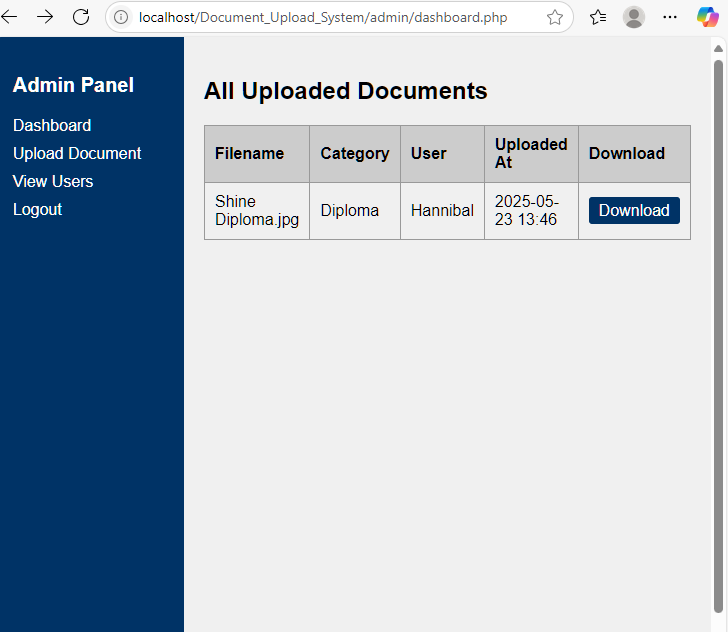 localhost/Document_Upload_System/admin/dashboard.php
Admin Panel
Dashboard
Upload Document
View Users
Logout
All Uploaded Documents
Filename Category User Uploaded At Download
Shine Diploma.jpg Diploma Hannibal 2025-05-23 13:46 Download